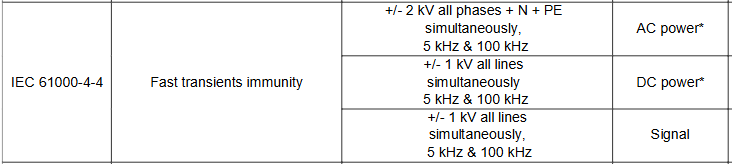 +/- 2 kV all phases + N + PE
simultaneously,
5 kHz & 100 kHz
AC power*
IEC 61000-4-4
Fast transients immunity
+/- 1 kV all lines
simultaneously
5 kHz & 100 kHz
DC power*
+/- 1 kV all lines
simultaneously,
5 kHz & 100 kHz
Signal